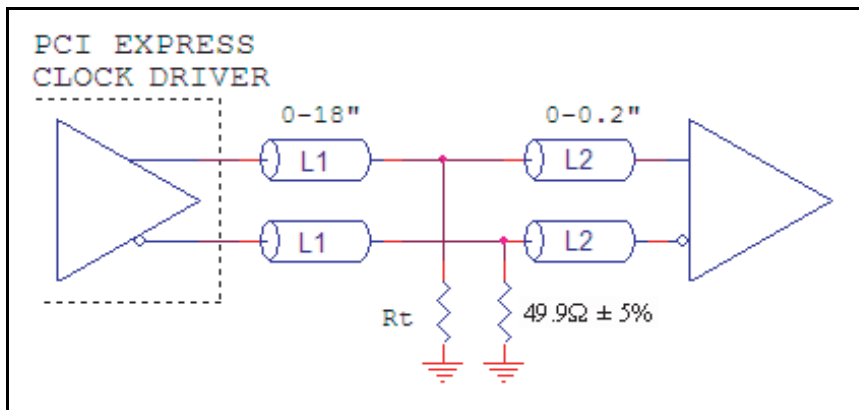 PCI EXPRESS
CLOCK DRIVER
0-18" 0-0.2"
L1 L2
L1 L2
Rt 49.9Ω ± 5%